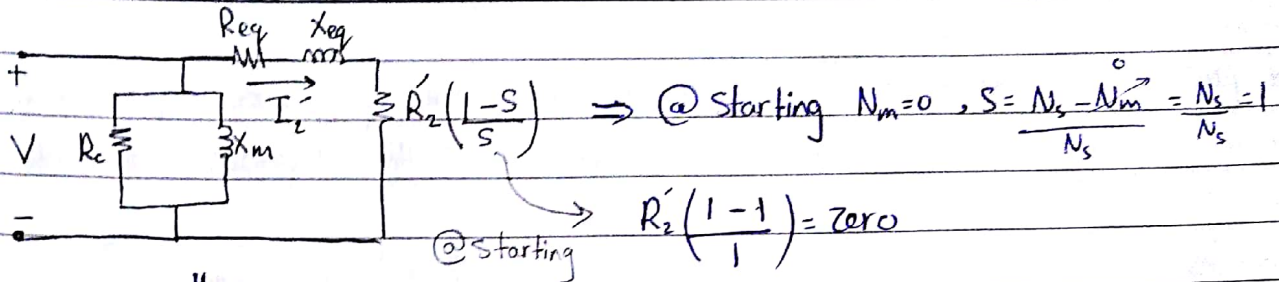 Req Xeq
+
I₂′ R₂′(1-S/S) ⇒ @ Starting Nm=0 , S = Ns - Nm⁰/Ns = Ns/Ns = 1
V Rc Xm
R₂′(1-1/1) = Zero
-
@ Starting